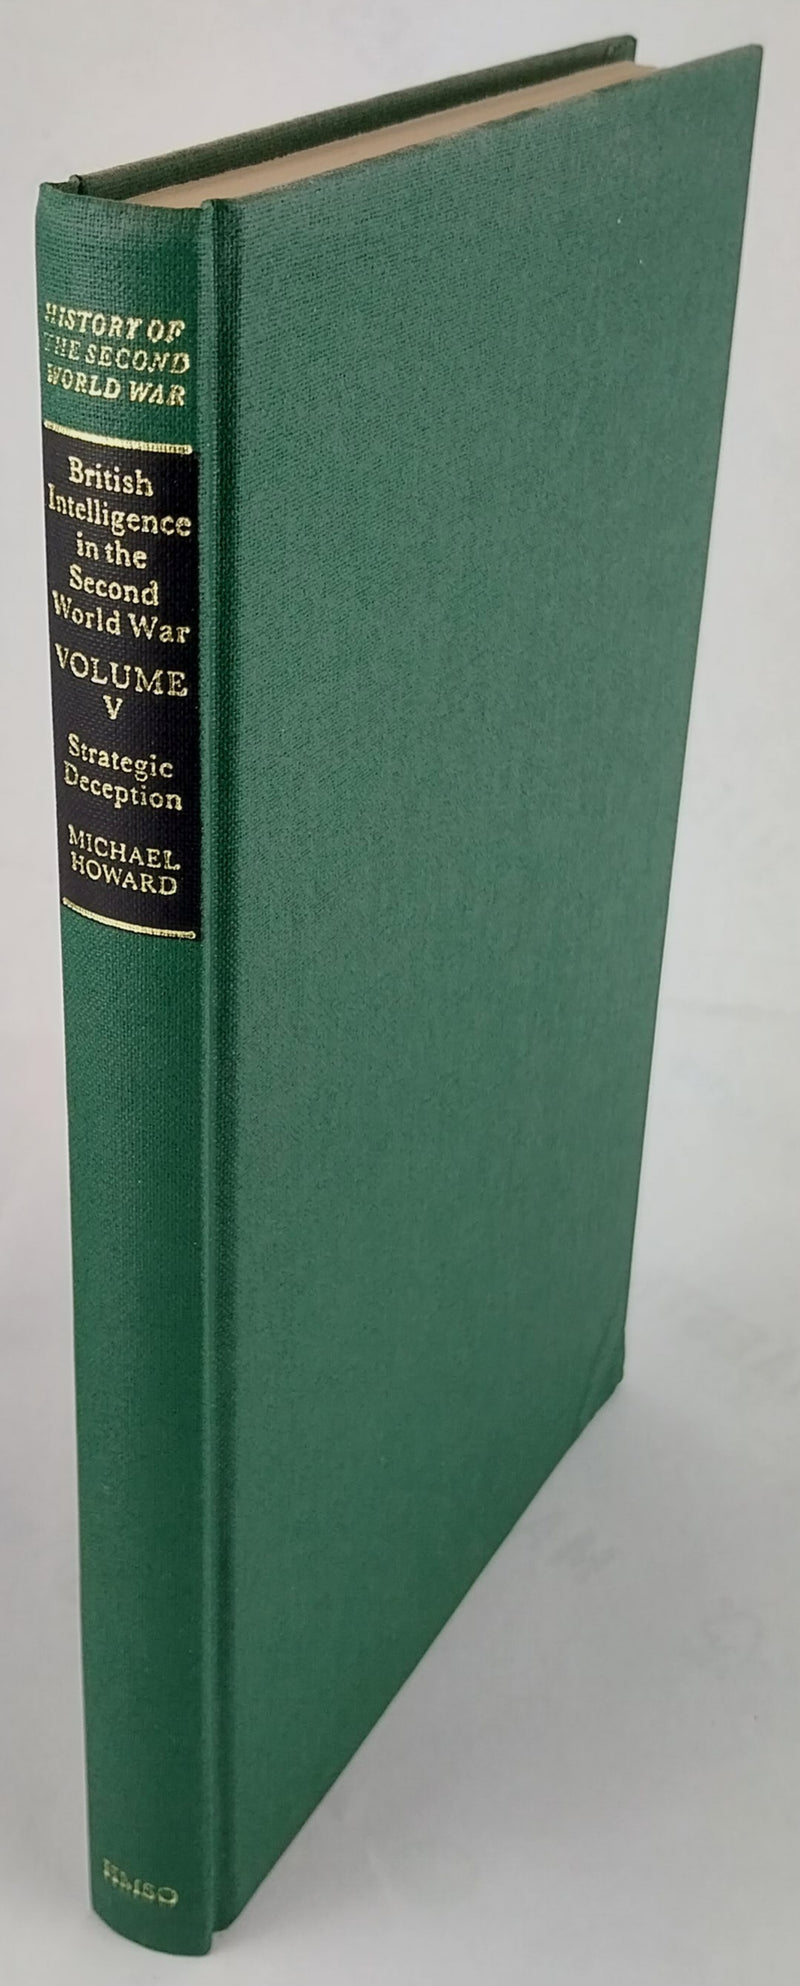 HISTORY OF
THE SECOND
WORLD WAR
British
Intelligence
in the
Second
World War
VOLUME
V
Strategic
Deception
MICHAEL
HOWARD
HMSO